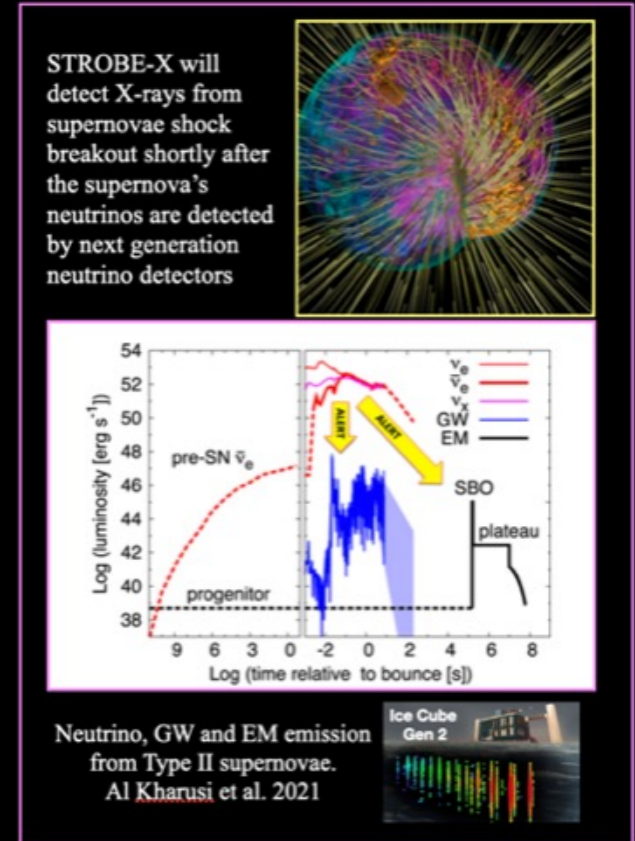 STROBE-X will
detect X-rays from
supernovae shock
breakout shortly after
the supernova's
neutrinos are detected
by next generation
neutrino detectors
54
52
50
48
46
44
42
40
38
Log (luminosity [erg s⁻¹])
pre-SN ν̄e
progenitor
νe
ν̄e
νx
GW
EM
ALERT
ALERT
SBO
plateau
9 6 3 0 -2 0 2 4 6 8
Log (time relative to bounce [s])
Neutrino, GW and EM emission
from Type II supernovae.
Al Kharusi et al. 2021
Ice Cube
Gen 2